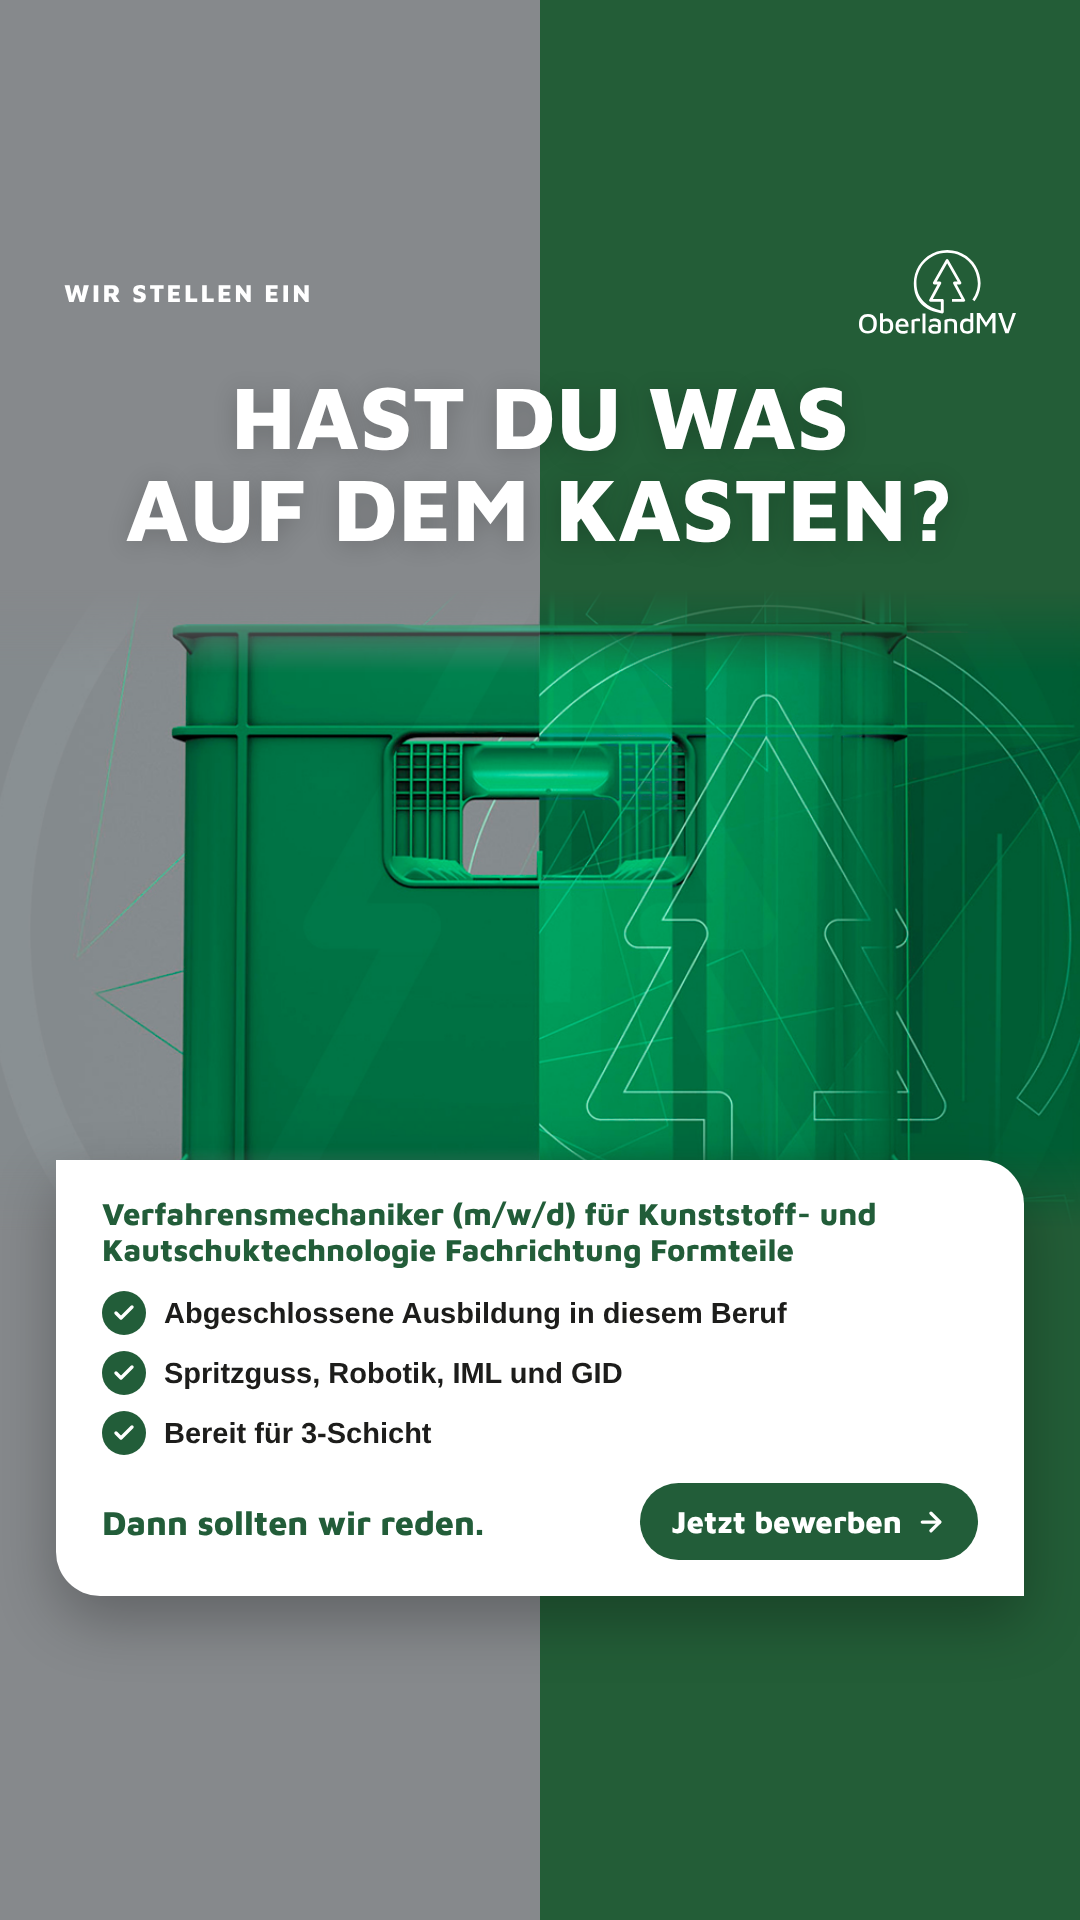 WIR STELLEN EIN
OberlandMV
HAST DU WAS
AUF DEM KASTEN?
Verfahrensmechaniker (m/w/d) für Kunststoff- und
Kautschuktechnologie Fachrichtung Formteile
Abgeschlossene Ausbildung in diesem Beruf
Spritzguss, Robotik, IML und GID
Bereit für 3-Schicht
Dann sollten wir reden.
Jetzt bewerben